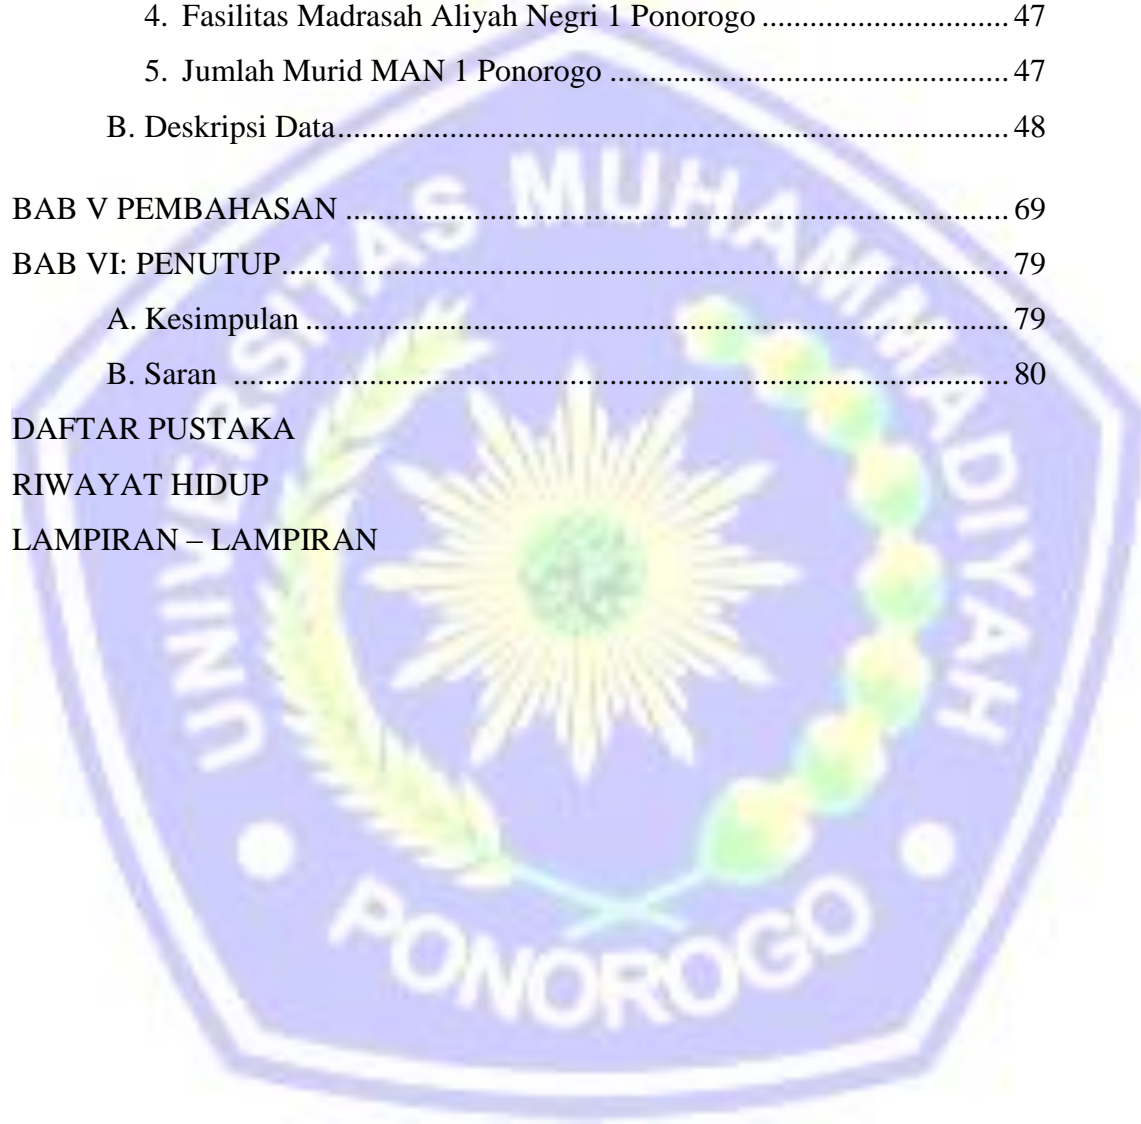 4. Fasilitas Madrasah Aliyah Negri 1 Ponorogo ............................... 47
5. Jumlah Murid MAN 1 Ponorogo .................................................. 47
B. Deskripsi Data.................................................................................... 48
BAB V PEMBAHASAN ................................................................................... 69
BAB VI: PENUTUP........................................................................................... 79
A. Kesimpulan ........................................................................................ 79
B. Saran ................................................................................................. 80
DAFTAR PUSTAKA
RIWAYAT HIDUP
LAMPIRAN – LAMPIRAN
UNIVERSITAS MUHAMMADIYAH
PONOROGO